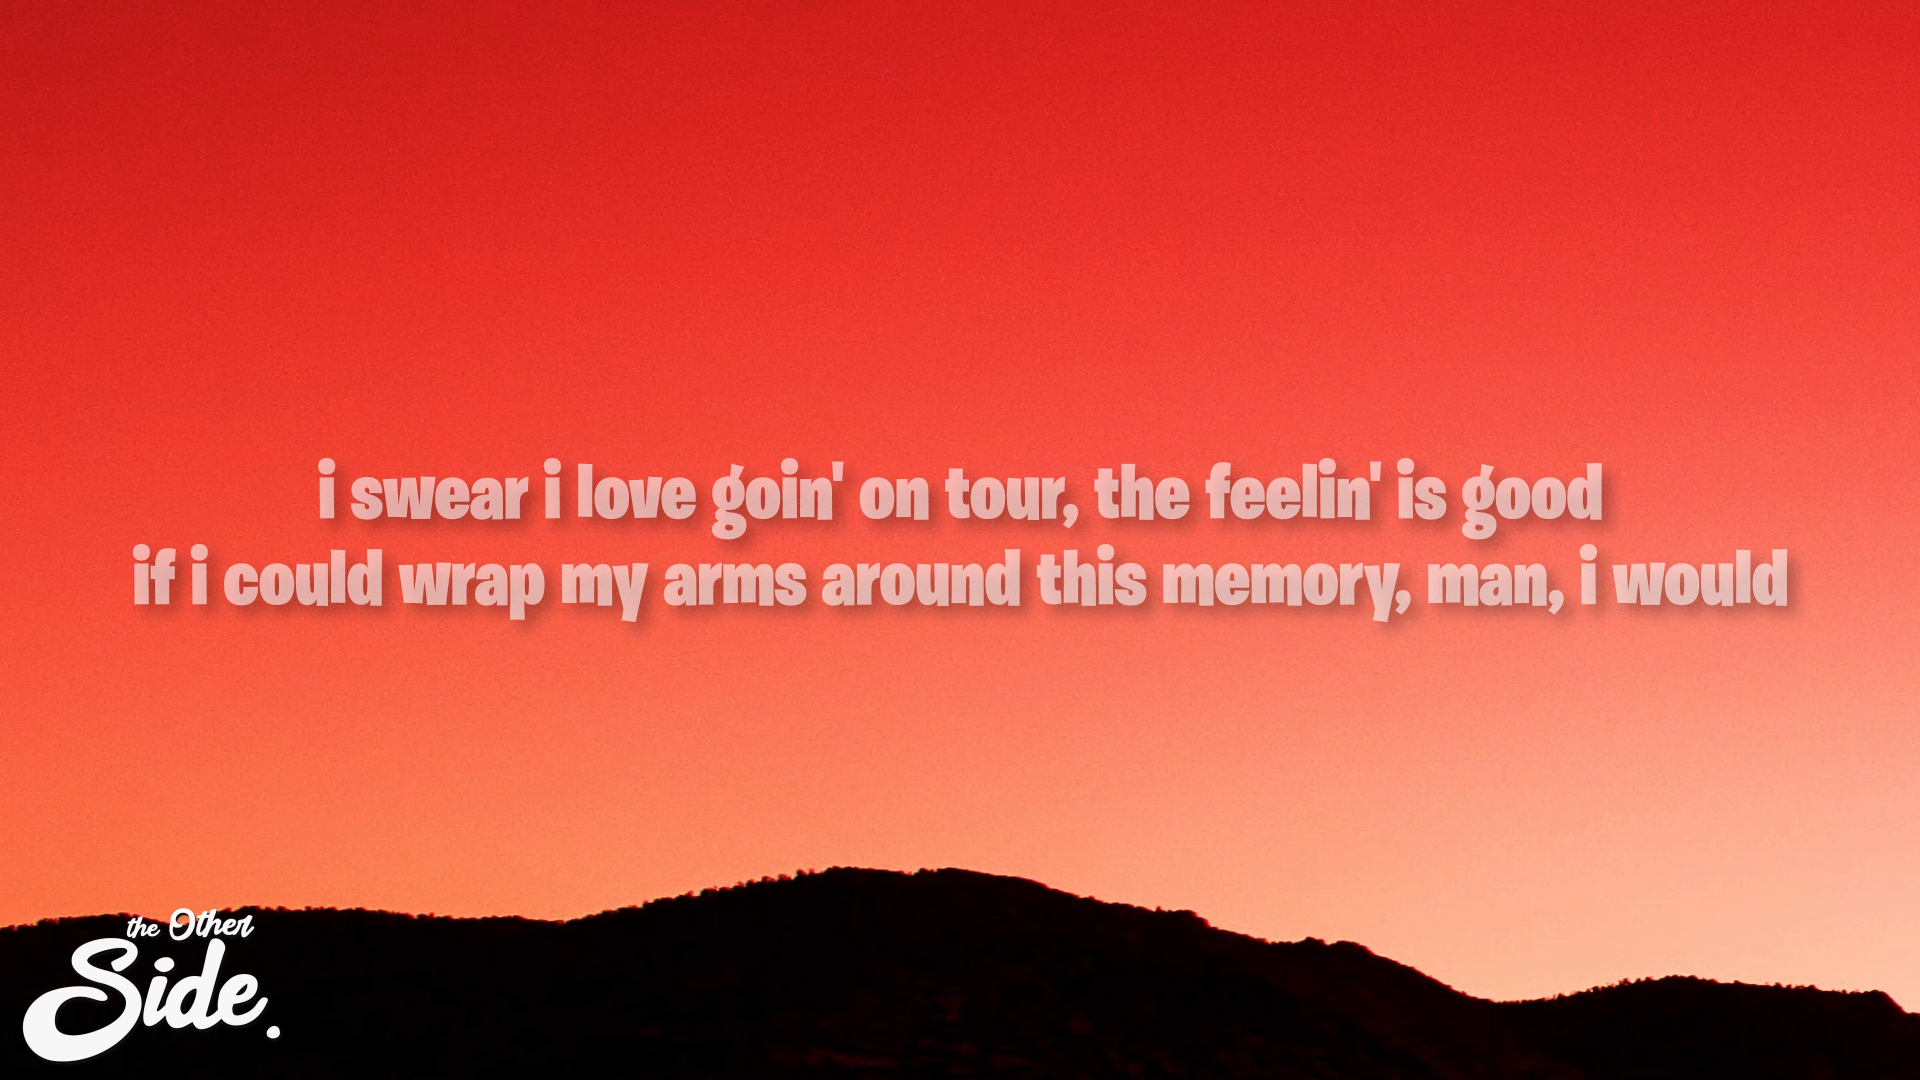 i swear i love goin' on tour, the feelin' is good
if i could wrap my arms around this memory, man, i would
the Other
Side.